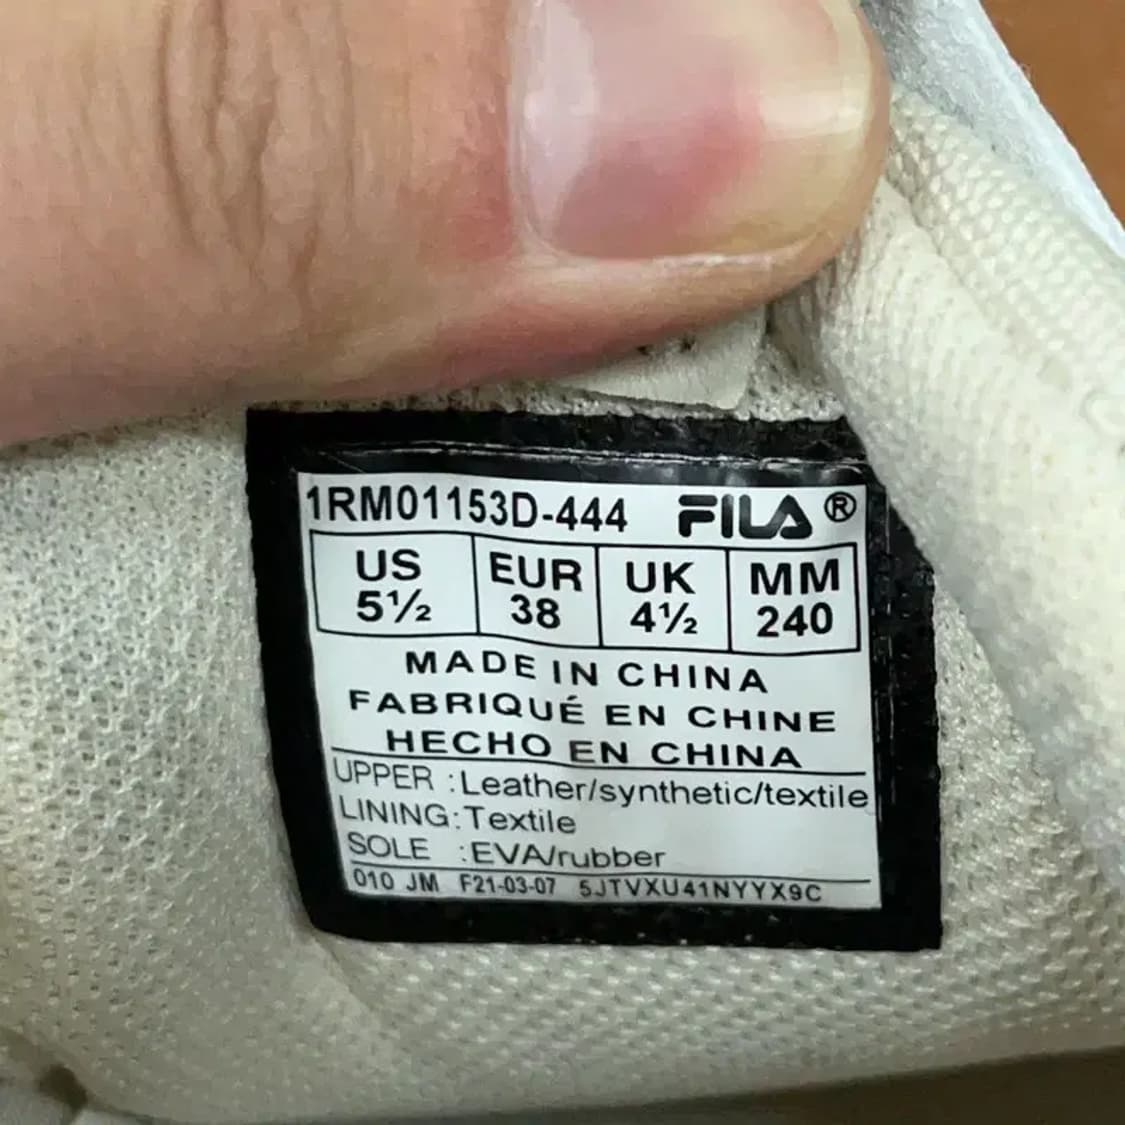 1RM01153D-444 FILA®
US EUR UK MM
5½ 38 4½ 240
MADE IN CHINA
FABRIQUÉ EN CHINE
HECHO EN CHINA
UPPER :Leather/synthetic/textile
LINING:Textile
SOLE :EVA/rubber
010 JM F21-03-07 5JTVXU41NYYX9C